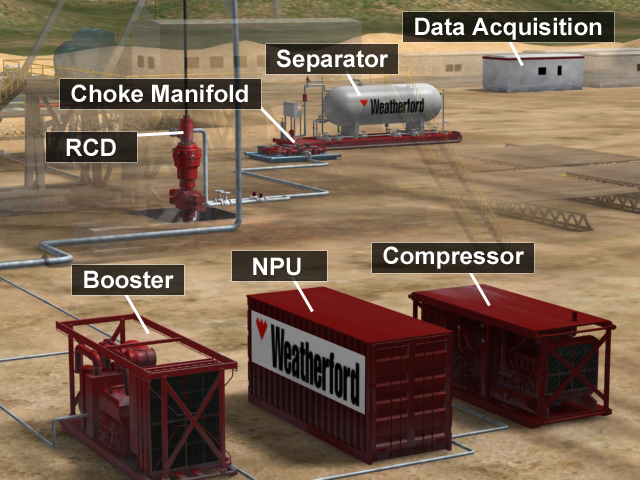 Data Acquisition
Separator
Choke Manifold
Weatherford
RCD
Compressor
NPU
Booster
Weatherford